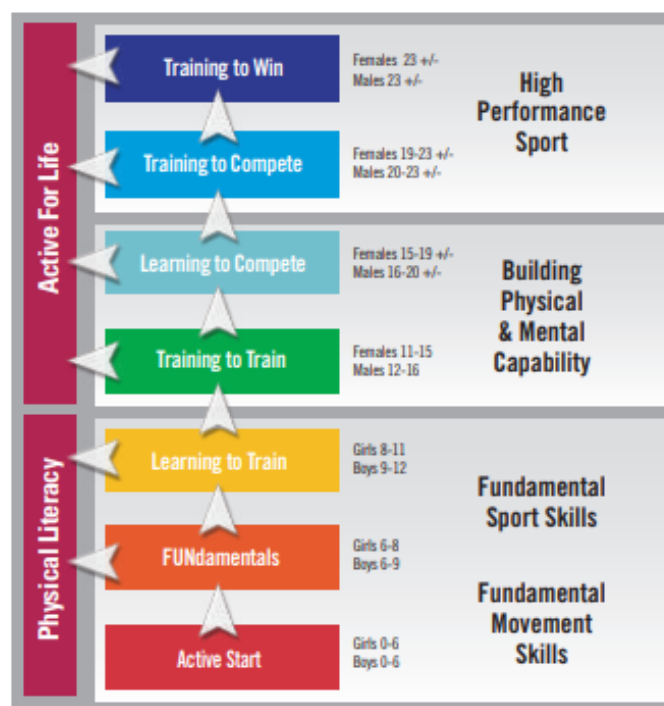 Active For Life
Training to Win
Females 23 +/-
Males 23 +/-
High
Performance
Sport
Training to Compete
Females 19-23 +/-
Males 20-23 +/-
Learning to Compete
Females 15-19 +/-
Males 16-20 +/-
Building
Physical
& Mental
Capability
Training to Train
Females 11-15
Males 12-16
Physical Literacy
Learning to Train
Girls 8-11
Boys 9-12
Fundamental
Sport Skills
FUNdamentals
Girls 6-8
Boys 6-9
Fundamental
Movement
Skills
Active Start
Girls 0-6
Boys 0-6